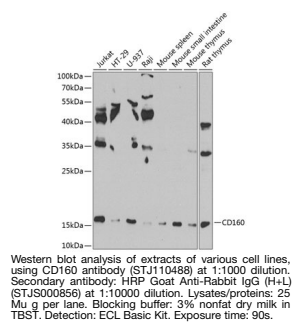 Jurkat
HT-29
U-937
Raji
Mouse spleen
Mouse small intestine
Mouse thymus
Rat thymus
100kDa
70kDa
55kDa
40kDa
35kDa
25kDa
15kDa
10kDa
CD160
Western blot analysis of extracts of various cell lines,
using CD160 antibody (STJ110488) at 1:1000 dilution.
Secondary antibody: HRP Goat Anti-Rabbit IgG (H+L)
(STJS000856) at 1:10000 dilution. Lysates/proteins: 25
Mu g per lane. Blocking buffer: 3% nonfat dry milk in
TBST. Detection: ECL Basic Kit. Exposure time: 90s.